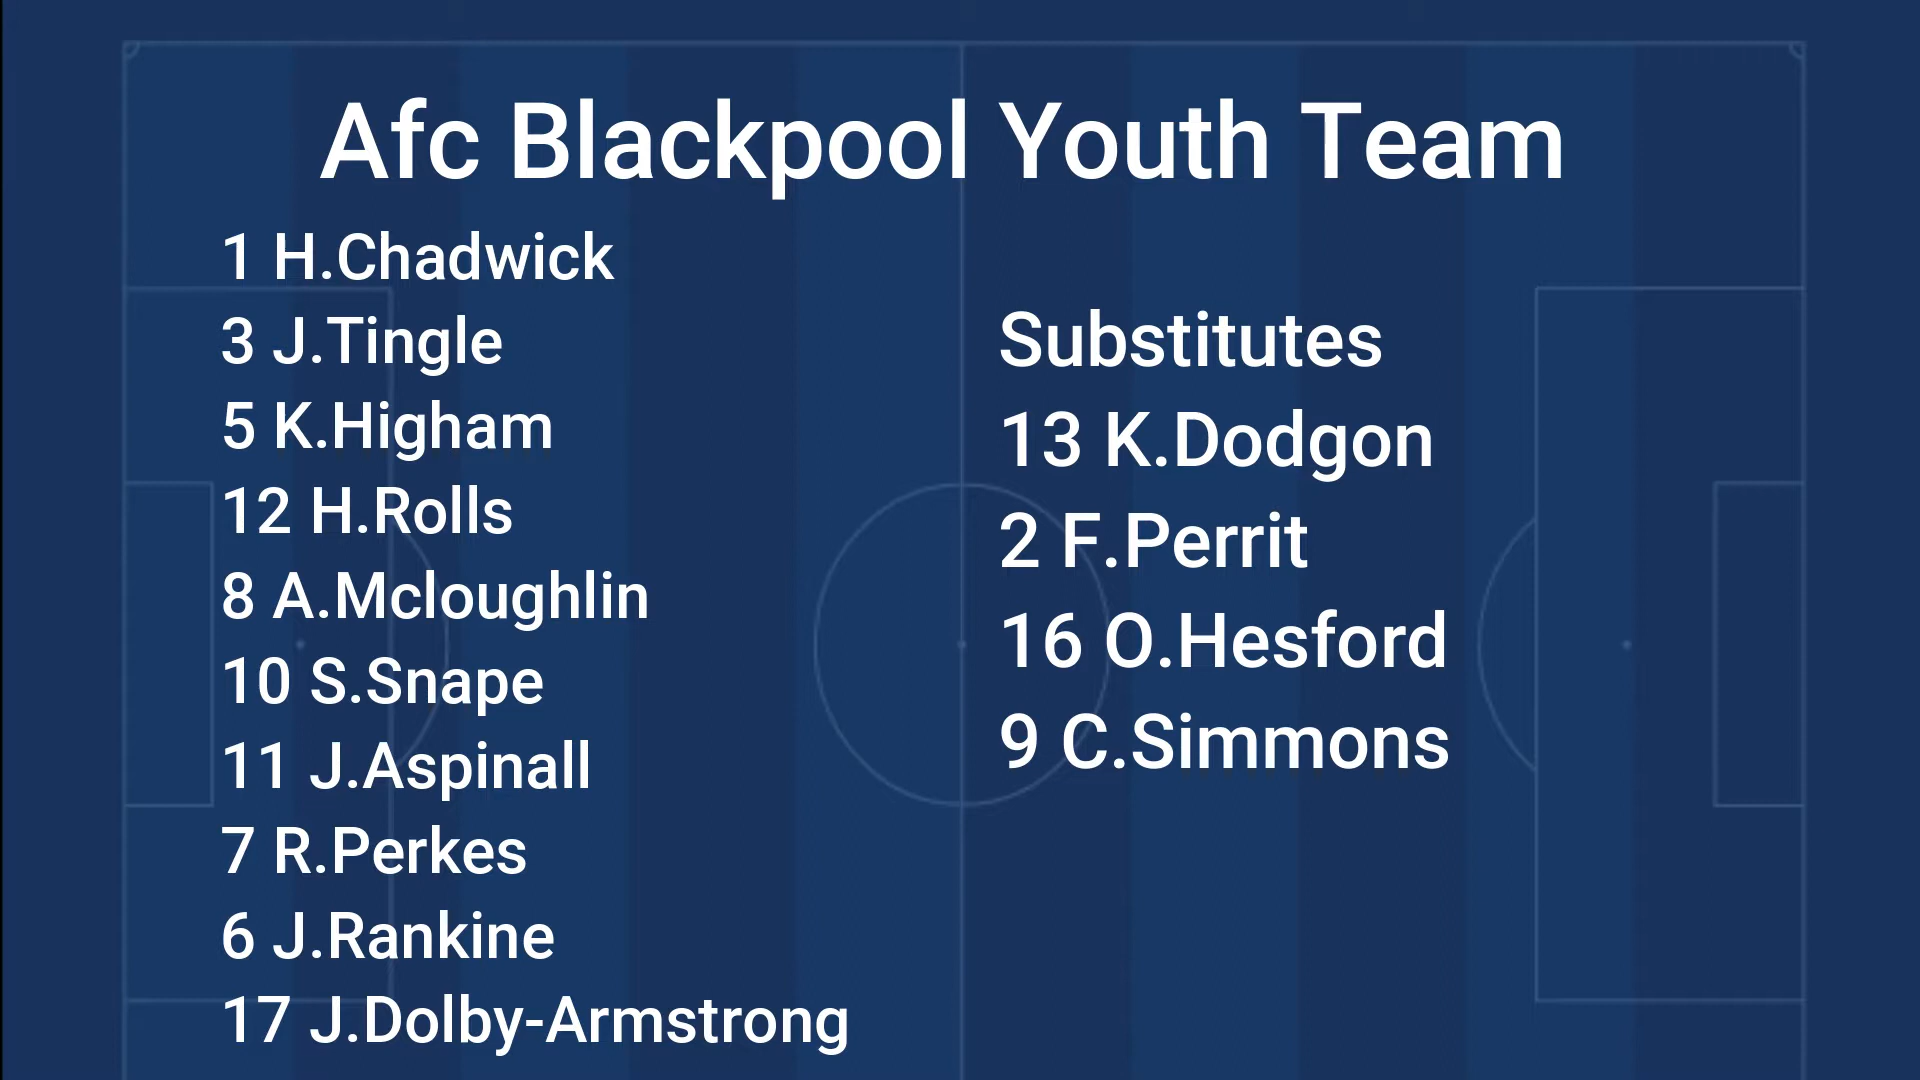 Afc Blackpool Youth Team
1 H.Chadwick
3 J.Tingle
5 K.Higham
12 H.Rolls
8 A.Mcloughlin
10 S.Snape
11 J.Aspinall
7 R.Perkes
6 J.Rankine
17 J.Dolby-Armstrong
Substitutes
13 K.Dodgon
2 F.Perrit
16 O.Hesford
9 C.Simmons